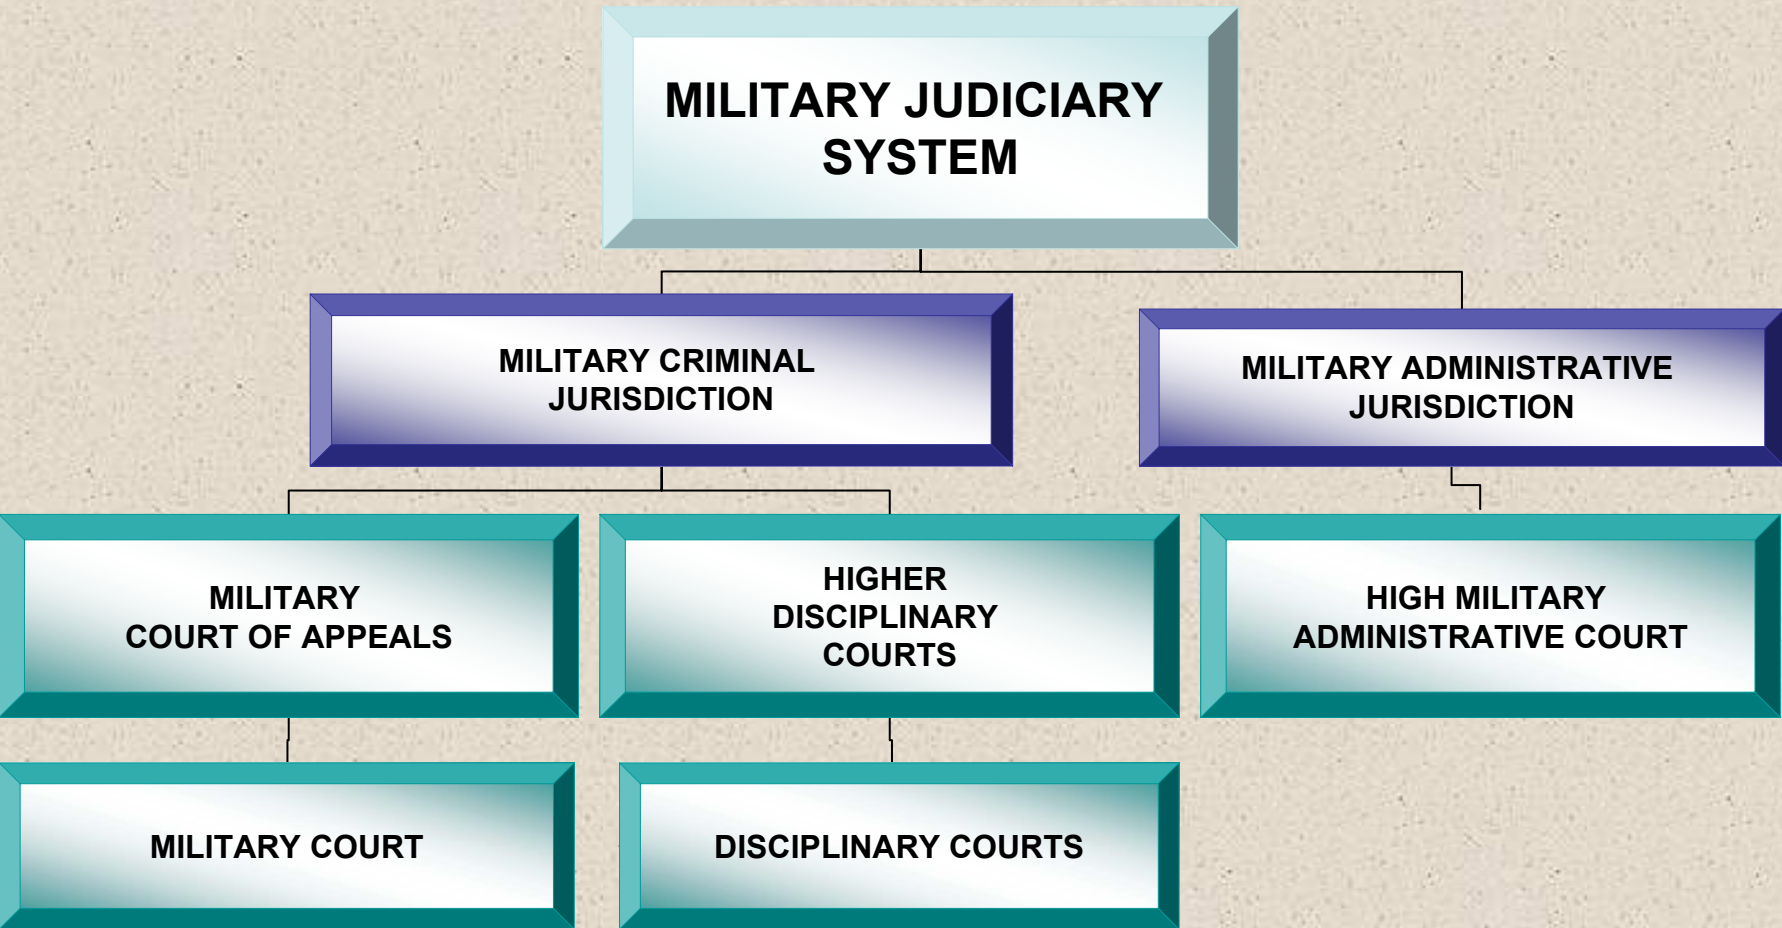 MILITARY JUDICIARY
SYSTEM
MILITARY CRIMINAL
JURISDICTION
MILITARY ADMINISTRATIVE
JURISDICTION
MILITARY
COURT OF APPEALS
HIGHER
DISCIPLINARY
COURTS
HIGH MILITARY
ADMINISTRATIVE COURT
MILITARY COURT
DISCIPLINARY COURTS